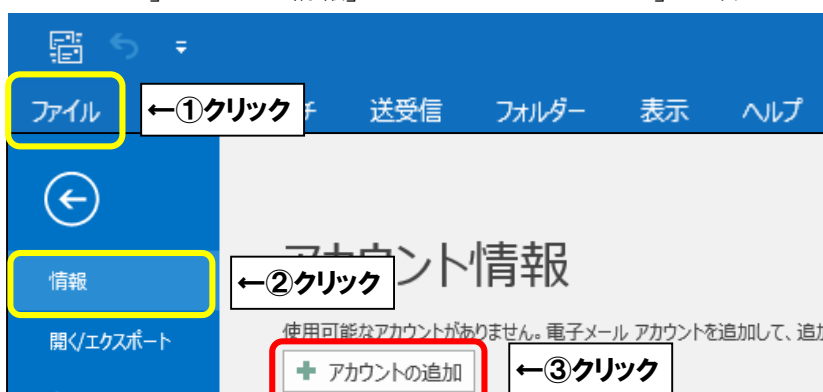 ファイル ←①クリック チ 送受信 フォルダー 表示 ヘルプ
アカウント情報
情報 ←②クリック
使用可能なアカウントがありません。電子メール アカウントを追加して、追加
開く/エクスポート
アカウントの追加 ←③クリック